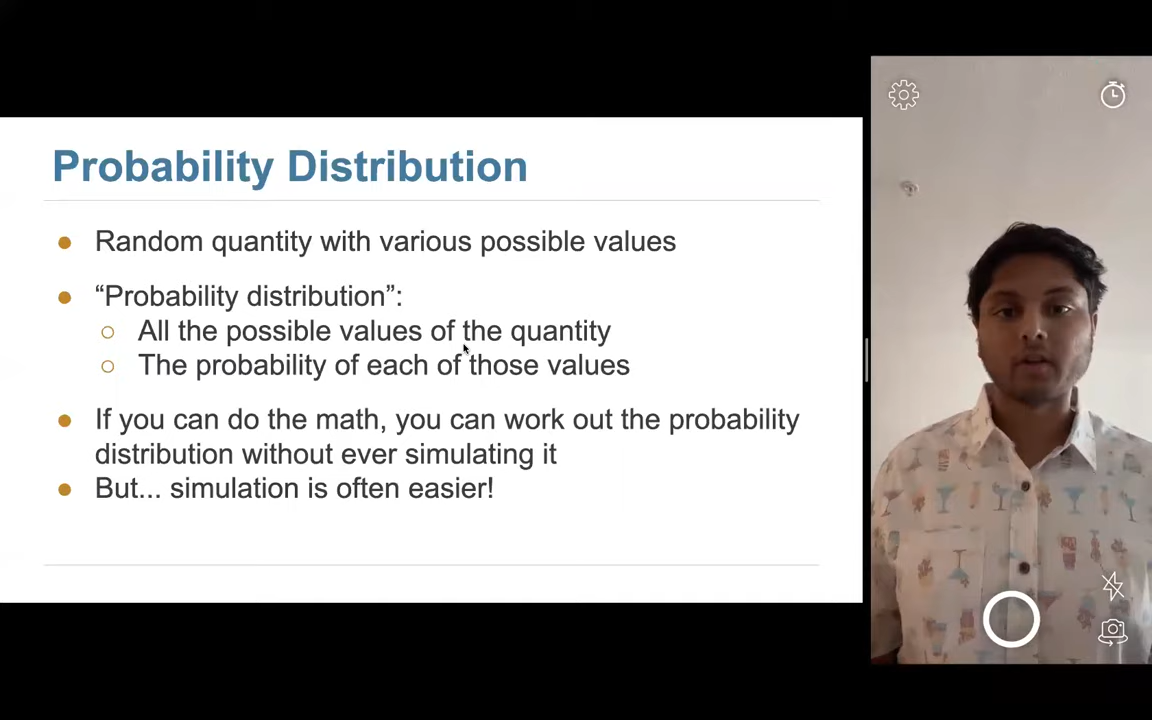 Probability Distribution
● Random quantity with various possible values
● “Probability distribution”:
○ All the possible values of the quantity
○ The probability of each of those values
● If you can do the math, you can work out the probability
distribution without ever simulating it
● But... simulation is often easier!